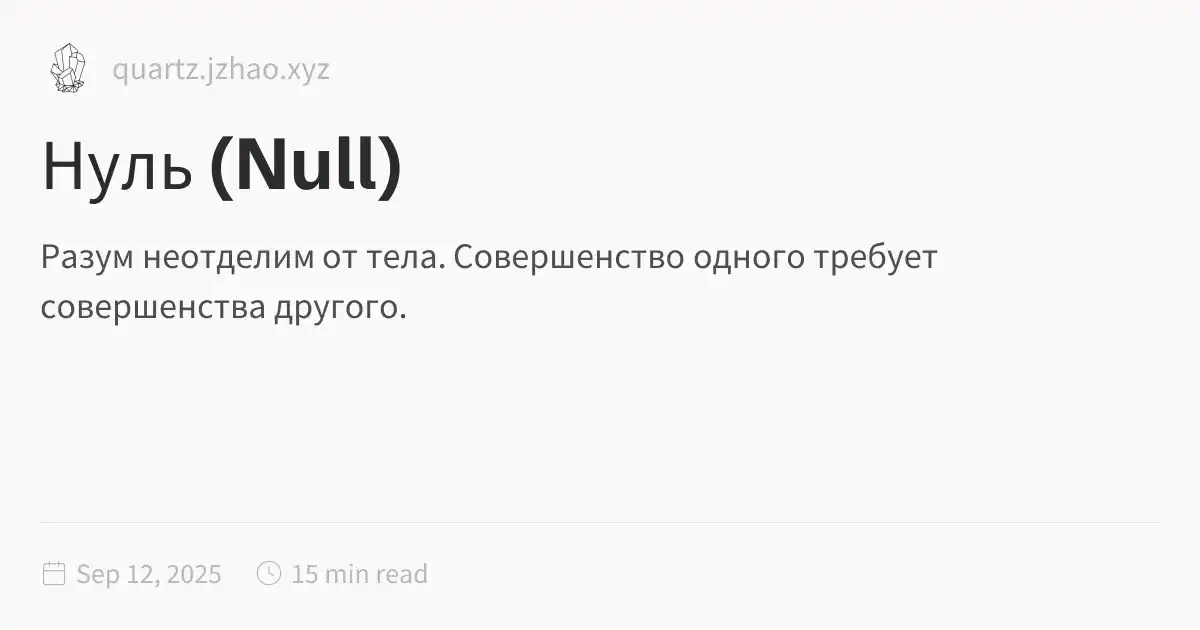 quartz.jzhao.xyz
Нуль (Null)
Разум неотделим от тела. Совершенство одного требует
совершенства другого.
Sep 12, 2025 15 min read